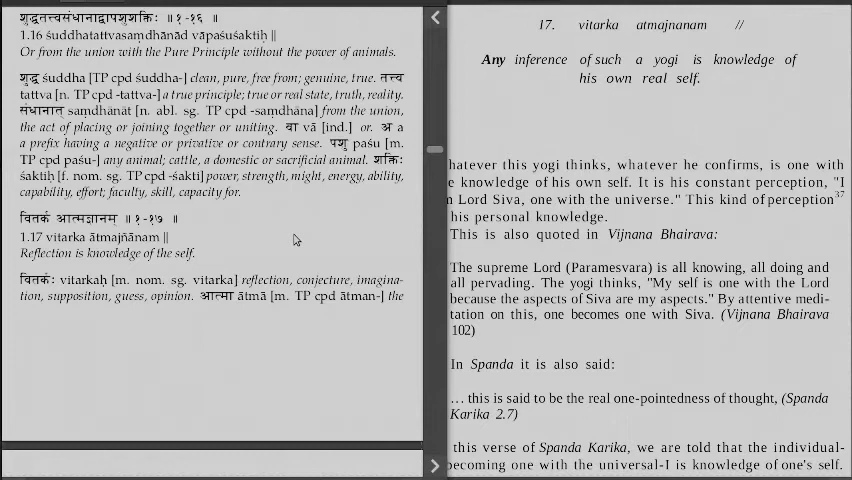 शुद्धतत्त्वसंधानाद्वापशुशक्तिः ॥ १-१६ ॥
1.16 śuddhatattvasaṃdhānād vāpaśuśaktiḥ ||
Or from the union with the Pure Principle without the power of animals.
शुद्ध śuddha [TP cpd śuddha-] clean, pure, free from; genuine, true. तत्त्व
tattva [n. TP cpd -tattva-] a true principle; true or real state, truth, reality.
संधानात् saṃdhānāt [n. abl. sg. TP cpd -saṃdhāna] from the union,
the act of placing or joining together or uniting. वा vā [ind.] or. अ a
a prefix having a negative or privative or contrary sense. पशु paśu [m.
TP cpd paśu-] any animal; cattle, a domestic or sacrificial animal. शक्तिः
śaktiḥ [f. nom. sg. TP cpd -śakti] power, strength, might, energy, ability,
capability, effort; faculty, skill, capacity for.
वितर्क आत्मज्ञानम् ॥ १-१७ ॥
1.17 vitarka ātmajñānam ||
Reflection is knowledge of the self.
वितर्कः vitarkaḥ [m. nom. sg. vitarka] reflection, conjecture, imagina-
tion, supposition, guess, opinion. आत्मा ātmā [m. TP cpd ātman-] the
17. vitarka atmajnanam //
Any inference of such a yogi is knowledge of
his own real self.
hatever this yogi thinks, whatever he confirms, is one with
e knowledge of his own self. It is his constant perception, "I
n Lord Siva, one with the universe." This kind of perception37
his personal knowledge.
This is also quoted in Vijnana Bhairava:
The supreme Lord (Paramesvara) is all knowing, all doing and
all pervading. The yogi thinks, "My self is one with the Lord
because the aspects of Siva are my aspects." By attentive medi-
tation on this, one becomes one with Siva. (Vijnana Bhairava
102)
In Spanda it is also said:
… this is said to be the real one-pointedness of thought, (Spanda
Karika 2.7)
this verse of Spanda Karika, we are told that the individual-
becoming one with the universal-I is knowledge of one's self.